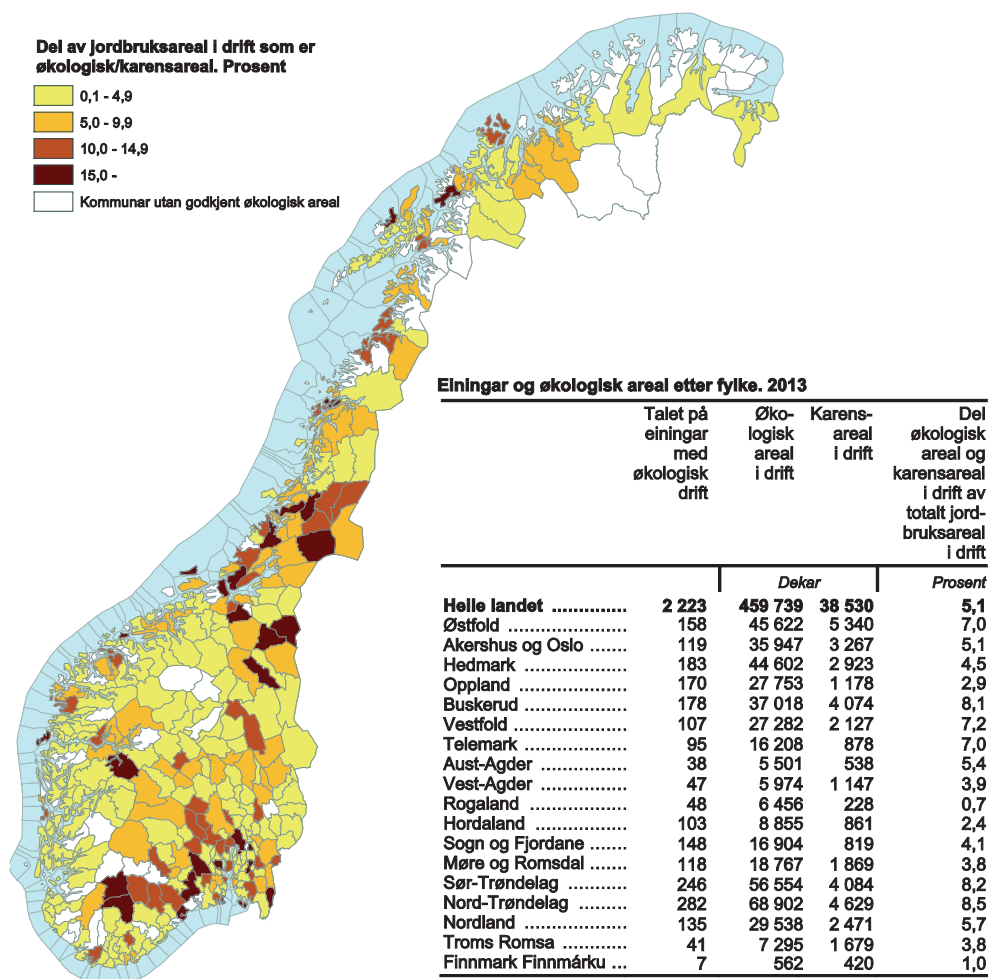 Del av jordbruksareal i drift som er
økologisk/karensareal. Prosent
0,1 - 4,9
5,0 - 9,9
10,0 - 14,9
15,0 -
Kommunar utan godkjent økologisk areal
Einingar og økologisk areal etter fylke. 2013
Talet på einingar med økologisk drift
Øko-logisk areal i drift
Karens-areal i drift
Del økologisk areal og karensareal i drift av totalt jord-bruksareal i drift
Dekar Prosent
Heile landet .............. 2 223 459 739 38 530 5,1
Østfold ...................... 158 45 622 5 340 7,0
Akershus og Oslo ....... 119 35 947 3 267 5,1
Hedmark ................... 183 44 602 2 923 4,5
Oppland .................... 170 27 753 1 178 2,9
Buskerud ................... 178 37 018 4 074 8,1
Vestfold ..................... 107 27 282 2 127 7,2
Telemark ................... 95 16 208 878 7,0
Aust-Agder ................ 38 5 501 538 5,4
Vest-Agder ................ 47 5 974 1 147 3,9
Rogaland ................... 48 6 456 228 0,7
Hordaland ................. 103 8 855 861 2,4
Sogn og Fjordane ...... 148 16 904 819 4,1
Møre og Romsdal ...... 118 18 767 1 869 3,8
Sør-Trøndelag ........... 246 56 554 4 084 8,2
Nord-Trøndelag ......... 282 68 902 4 629 8,5
Nordland ................... 135 29 538 2 471 5,7
Troms Romsa ............ 41 7 295 1 679 3,8
Finnmark Finnmárku ... 7 562 420 1,0